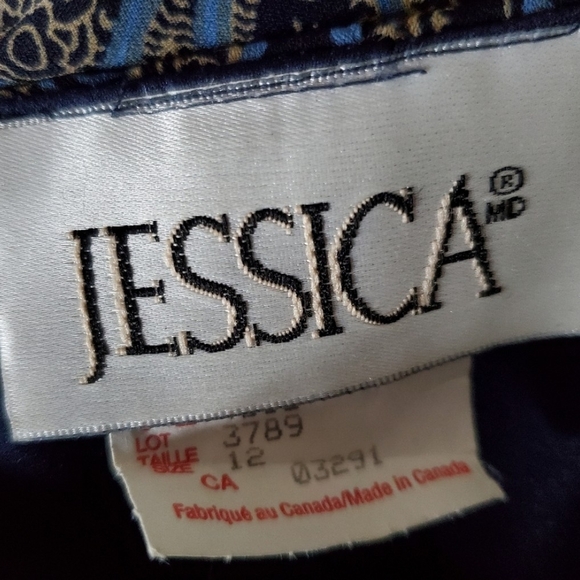 JESSICA ®
MD
LOT 3789
TAILLE
SIZE 12
CA 03291
Fabriqué au Canada/Made in Canada